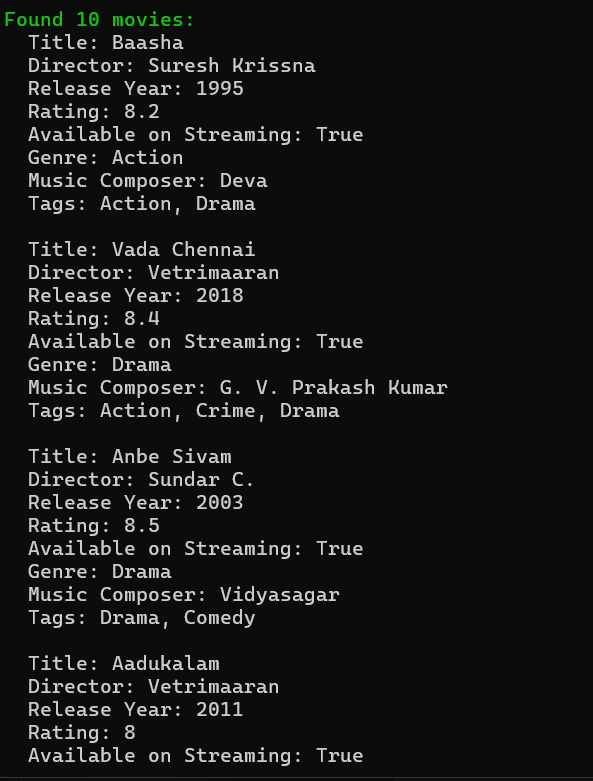 Found 10 movies:
Title: Baasha
Director: Suresh Krissna
Release Year: 1995
Rating: 8.2
Available on Streaming: True
Genre: Action
Music Composer: Deva
Tags: Action, Drama
Title: Vada Chennai
Director: Vetrimaaran
Release Year: 2018
Rating: 8.4
Available on Streaming: True
Genre: Drama
Music Composer: G. V. Prakash Kumar
Tags: Action, Crime, Drama
Title: Anbe Sivam
Director: Sundar C.
Release Year: 2003
Rating: 8.5
Available on Streaming: True
Genre: Drama
Music Composer: Vidyasagar
Tags: Drama, Comedy
Title: Aadukalam
Director: Vetrimaaran
Release Year: 2011
Rating: 8
Available on Streaming: True